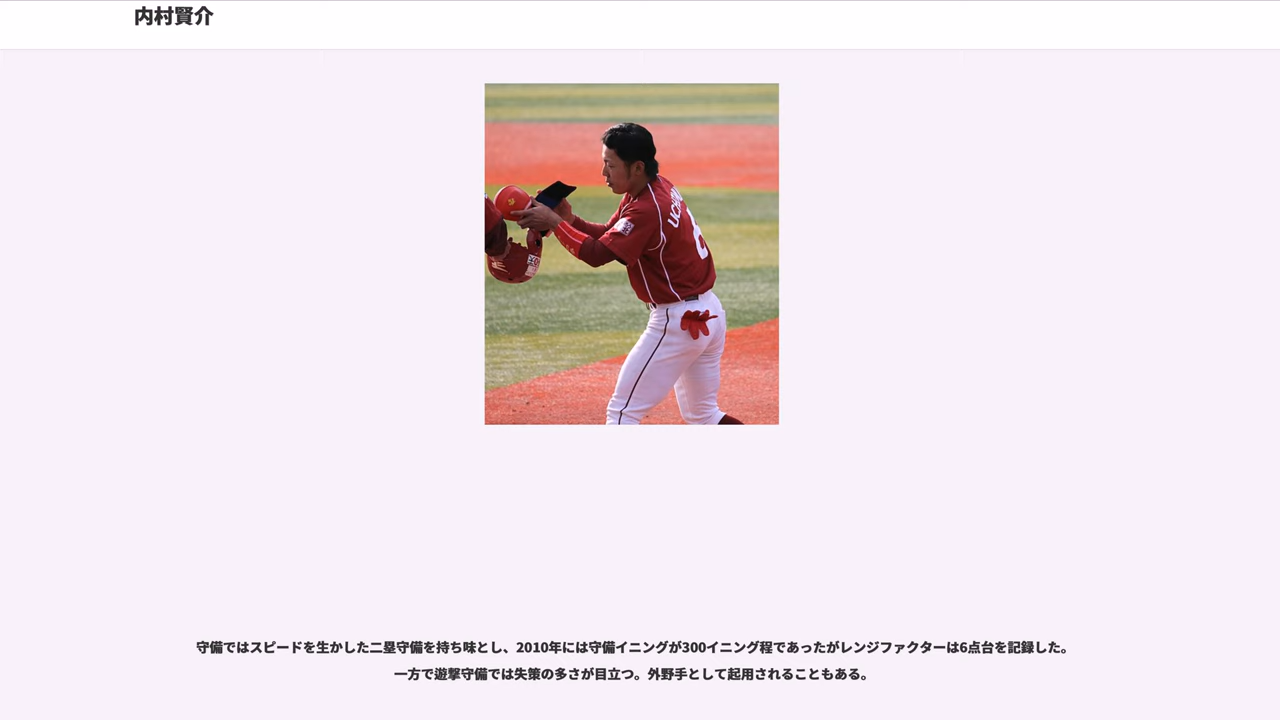 内村賢介
守備ではスピードを生かした二塁守備を持ち味とし、2010年には守備イニングが300イニング程であったがレンジファクターは6点台を記録した。
一方で遊撃守備では失策の多さが目立つ。外野手として起用されることもある。